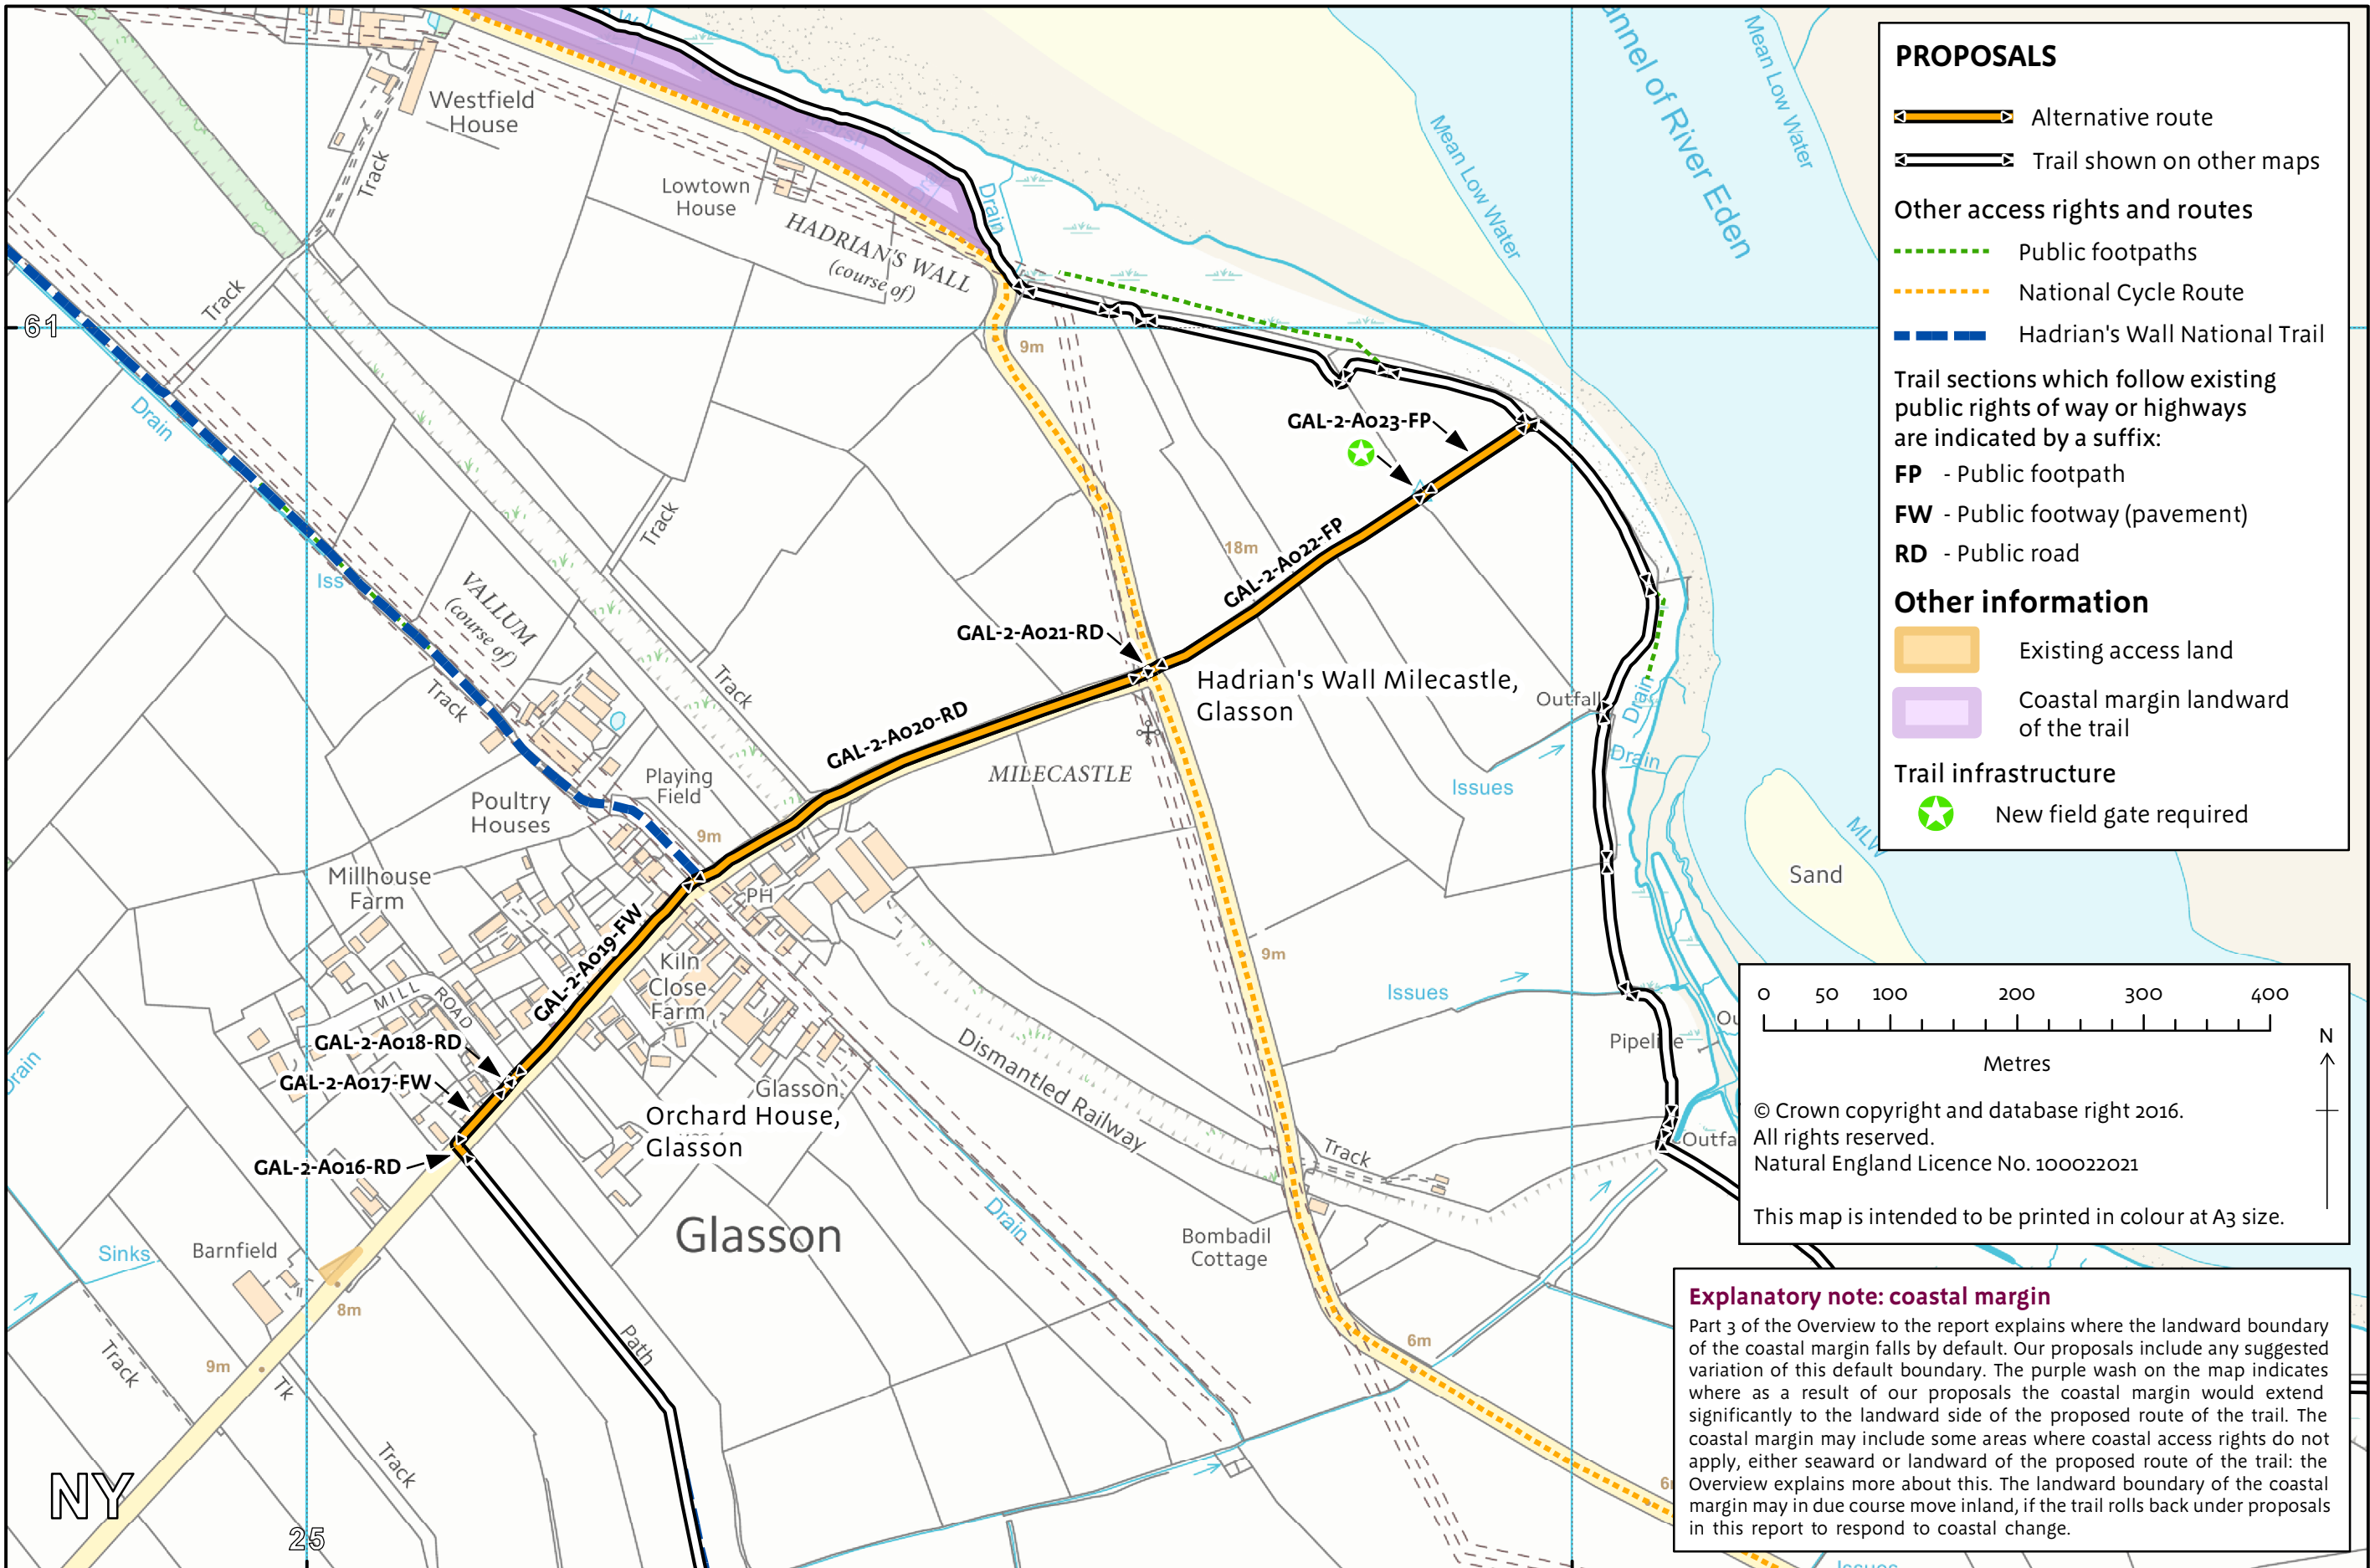 PROPOSALS
Alternative route
Trail shown on other maps
Other access rights and routes
Public footpaths
National Cycle Route
Hadrian's Wall National Trail
Trail sections which follow existing
public rights of way or highways
are indicated by a suffix:
FP - Public footpath
FW - Public footway (pavement)
RD - Public road
Other information
Existing access land
Coastal margin landward
of the trail
Trail infrastructure
New field gate required
Westfield
House
Track
Lowtown
House
HADRIAN'S WALL
(course of)
Drain
Mean Low Water
annel of River Eden
Mean Low Water
Track
61
9m
Drain
GAL-2-A023-FP
Track
18m
GAL-2-A022-FP
Iss
VALLUM
(course of)
GAL-2-A021-RD
Hadrian's Wall Milecastle,
Glasson
Track
Track
Outfall
Drain
Drain
GAL-2-A020-RD
MILECASTLE
Issues
Playing
Field
Poultry
Houses
9m
MLW
Sand
Millhouse
Farm
PH
GAL-2-A019-FW
Kiln
Close
Farm
9m
MILL ROAD
Issues
GAL-2-A018-RD
GAL-2-A017-FW
Pipeline
Ou
Drain
Glasson
Dismantled Railway
Orchard House,
Glasson
GAL-2-A016-RD
Track
Outfa
Drain
Glasson
Bombadil
Cottage
Sinks
Barnfield
8m
Path
9m
Track
Tk
6m
Track
NY
25
6
Issues
0 50 100 200 300 400
Metres
N
© Crown copyright and database right 2016.
All rights reserved.
Natural England Licence No. 100022021
This map is intended to be printed in colour at A3 size.
Explanatory note: coastal margin
Part 3 of the Overview to the report explains where the landward boundary
of the coastal margin falls by default. Our proposals include any suggested
variation of this default boundary. The purple wash on the map indicates
where as a result of our proposals the coastal margin would extend
significantly to the landward side of the proposed route of the trail. The
coastal margin may include some areas where coastal access rights do not
apply, either seaward or landward of the proposed route of the trail: the
Overview explains more about this. The landward boundary of the coastal
margin may in due course move inland, if the trail rolls back under proposals
in this report to respond to coastal change.